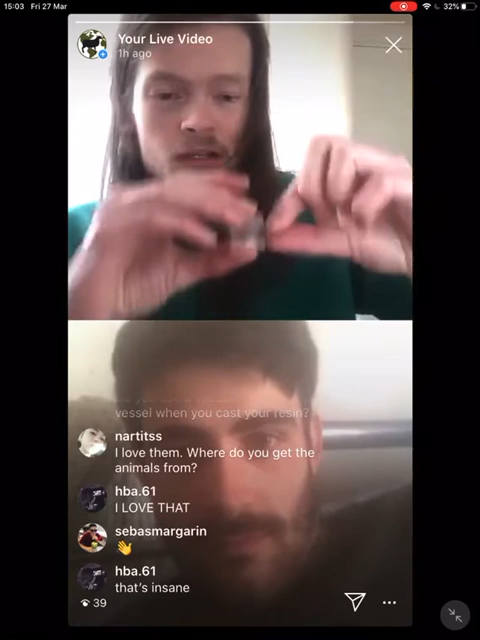 15:03 Fri 27 Mar
32%
Your Live Video
1h ago
vessel when you cast your resin?
nartitss
I love them. Where do you get the
animals from?
hba.61
I LOVE THAT
sebasmargarin
👋
hba.61
that's insane
39